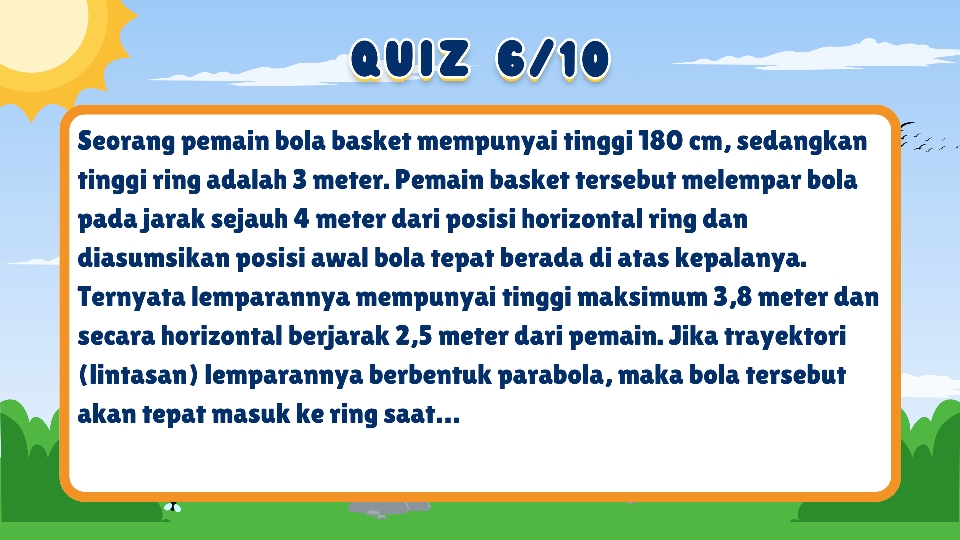 QUIZ 6/10
Seorang pemain bola basket mempunyai tinggi 180 cm, sedangkan
tinggi ring adalah 3 meter. Pemain basket tersebut melempar bola
pada jarak sejauh 4 meter dari posisi horizontal ring dan
diasumsikan posisi awal bola tepat berada di atas kepalanya.
Ternyata lemparannya mempunyai tinggi maksimum 3,8 meter dan
secara horizontal berjarak 2,5 meter dari pemain. Jika trayektori
(lintasan) lemparannya berbentuk parabola, maka bola tersebut
akan tepat masuk ke ring saat...